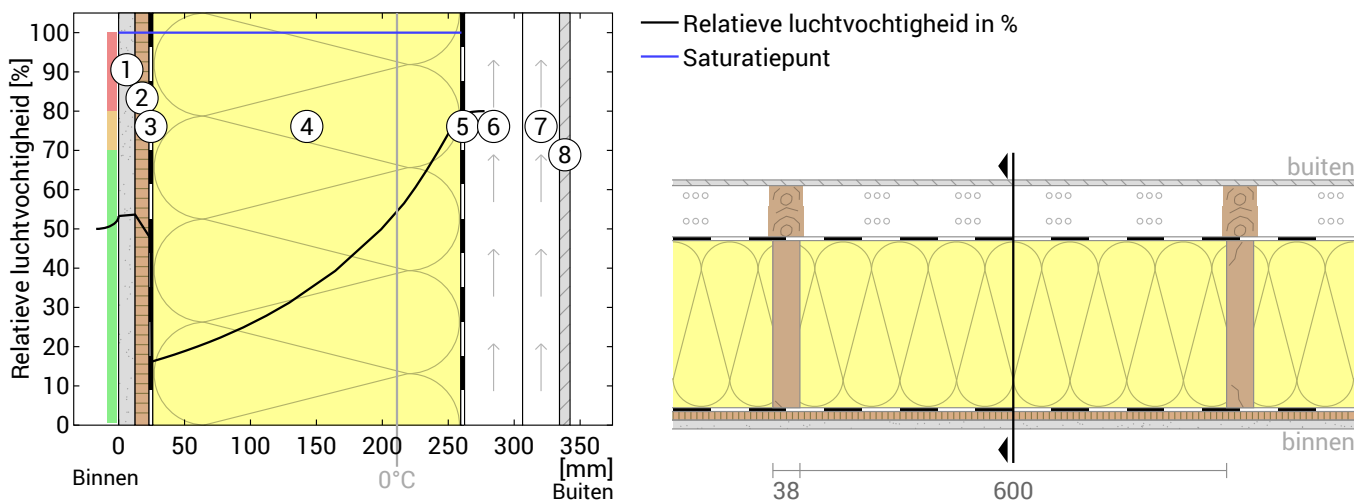 Relatieve luchtvochtigheid [%]
100
90
80
70
60
50
40
30
20
10
0
1
2
3
4
5
6
7
8
0 50 100 150 200 250 300 350
[mm]
Binnen
0°C
Buiten
Relatieve luchtvochtigheid in %
Saturatiepunt
buiten
binnen
38 600